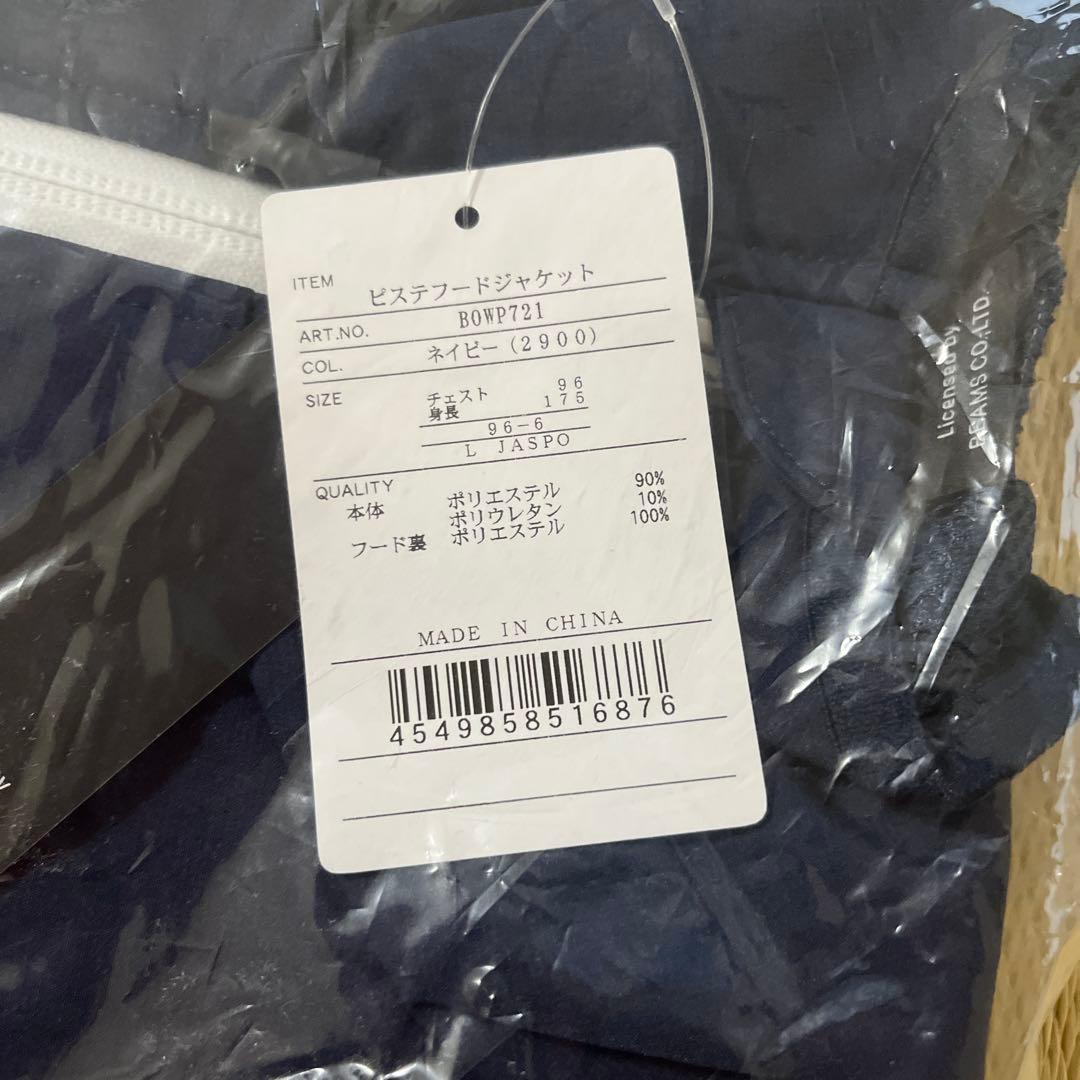 ITEM ピステフードジャケット
ART.NO. BOWP721
COL. ネイビー(2900)
SIZE チェスト 96
身長 175
96-6
L JASPO
QUALITY
本体 ポリエステル 90%
ポリウレタン 10%
フード裏 ポリエステル 100%
MADE IN CHINA
4549858516876
Licensed by
BEAMS CO.,LTD.